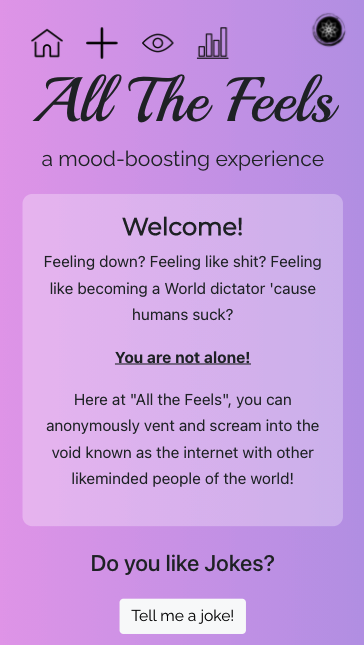 All The Feels
a mood-boosting experience
Welcome!
Feeling down? Feeling like shit? Feeling
like becoming a World dictator 'cause
humans suck?
You are not alone!
Here at "All the Feels", you can
anonymously vent and scream into the
void known as the internet with other
likeminded people of the world!
Do you like Jokes?
Tell me a joke!